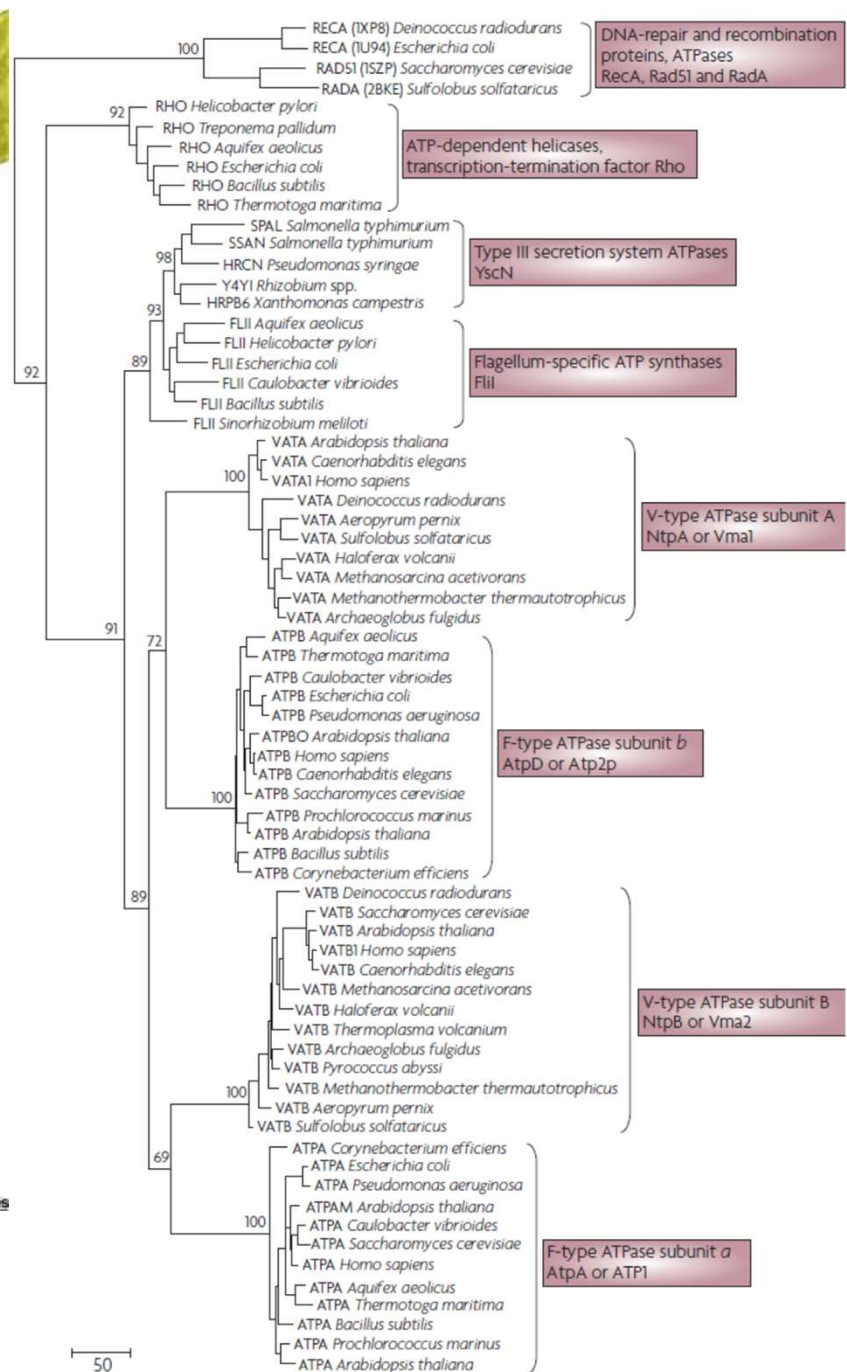 RECA (1XP8) Deinococcus radiodurans
RECA (1U94) Escherichia coli
RAD51 (1SZP) Saccharomyces cerevisiae
RADA (2BKE) Sulfolobus solfataricus
100
DNA-repair and recombination
proteins, ATPases
RecA, Rad51 and RadA
92
RHO Helicobacter pylori
RHO Treponema pallidum
RHO Aquifex aeolicus
RHO Escherichia coli
RHO Bacillus subtilis
RHO Thermotoga maritima
ATP-dependent helicases,
transcription-termination factor Rho
SPAL Salmonella typhimurium
SSAN Salmonella typhimurium
98
HRCN Pseudomonas syringae
Y4YI Rhizobium spp.
HRPB6 Xanthomonas campestris
Type III secretion system ATPases
YscN
93
FLII Aquifex aeolicus
FLII Helicobacter pylori
89
FLII Escherichia coli
92
FLII Caulobacter vibrioides
FLII Bacillus subtilis
FLII Sinorhizobium meliloti
Flagellum-specific ATP synthases
FliI
VATA Arabidopsis thaliana
VATA Caenorhabditis elegans
100
VATA1 Homo sapiens
VATA Deinococcus radiodurans
VATA Aeropyrum pernix
VATA Sulfolobus solfataricus
VATA Haloferax volcanii
VATA Methanosarcina acetivorans
VATA Methanothermobacter thermautotrophicus
VATA Archaeoglobus fulgidus
V-type ATPase subunit A
NtpA or Vma1
91
72
ATPB Aquifex aeolicus
ATPB Thermotoga maritima
ATPB Caulobacter vibrioides
ATPB Escherichia coli
ATPB Pseudomonas aeruginosa
ATPBO Arabidopsis thaliana
ATPB Homo sapiens
ATPB Caenorhabditis elegans
ATPB Saccharomyces cerevisiae
100
ATPB Prochlorococcus marinus
ATPB Arabidopsis thaliana
ATPB Bacillus subtilis
ATPB Corynebacterium efficiens
F-type ATPase subunit b
AtpD or Atp2p
89
VATB Deinococcus radiodurans
VATB Saccharomyces cerevisiae
VATB Arabidopsis thaliana
VATB1 Homo sapiens
VATB Caenorhabditis elegans
VATB Methanosarcina acetivorans
VATB Haloferax volcanii
VATB Thermoplasma volcanium
VATB Archaeoglobus fulgidus
VATB Pyrococcus abyssi
100
VATB Methanothermobacter thermautotrophicus
VATB Aeropyrum pernix
VATB Sulfolobus solfataricus
V-type ATPase subunit B
NtpB or Vma2
69
ATPA Corynebacterium efficiens
ATPA Escherichia coli
ATPA Pseudomonas aeruginosa
ATPAM Arabidopsis thaliana
100
ATPA Caulobacter vibrioides
ATPA Saccharomyces cerevisiae
ATPA Homo sapiens
ATPA Aquifex aeolicus
ATPA Thermotoga maritima
ATPA Bacillus subtilis
ATPA Prochlorococcus marinus
ATPA Arabidopsis thaliana
F-type ATPase subunit a
AtpA or ATP1
50